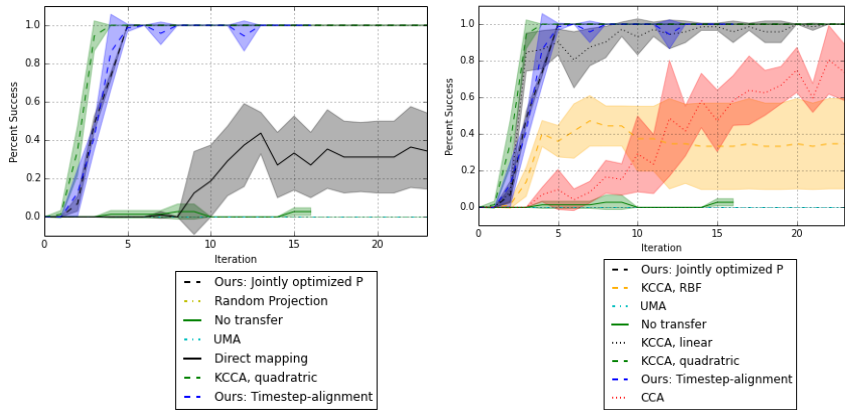 1.0
0.8
0.6
0.4
0.2
0.0
Percent Success
0
5
10
15
20
Iteration
Ours: Jointly optimized P
Random Projection
No transfer
UMA
Direct mapping
KCCA, quadratric
Ours: Timestep-alignment
1.0
0.8
0.6
0.4
0.2
0.0
Percent Success
0
5
10
15
20
Iteration
Ours: Jointly optimized P
KCCA, RBF
UMA
No transfer
KCCA, linear
KCCA, quadratric
Ours: Timestep-alignment
CCA